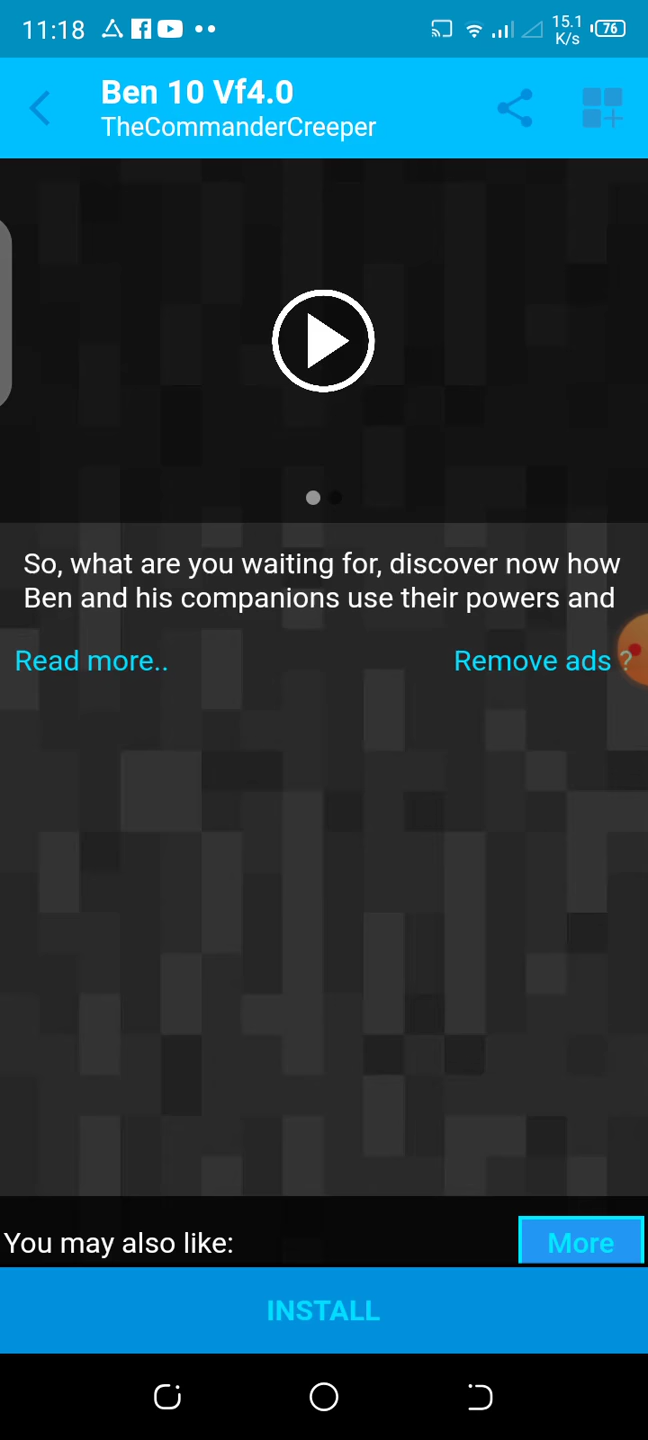 11:18
15.1
K/s
76
Ben 10 Vf4.0
TheCommanderCreeper
So, what are you waiting for, discover now how
Ben and his companions use their powers and
Read more..
Remove ads ?
You may also like:
More
INSTALL